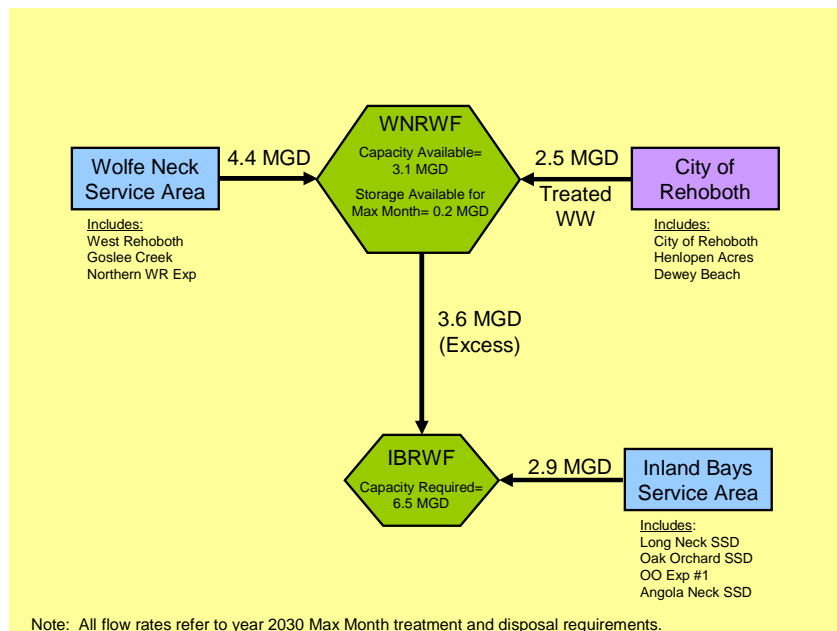 WNRWF
Capacity Available=
3.1 MGD
Storage Available for
Max Month= 0.2 MGD
4.4 MGD
Wolfe Neck
Service Area
Includes:
West Rehoboth
Goslee Creek
Northern WR Exp
2.5 MGD
Treated
WW
City of
Rehoboth
Includes:
City of Rehoboth
Henlopen Acres
Dewey Beach
3.6 MGD
(Excess)
IBRWF
Capacity Required=
6.5 MGD
2.9 MGD
Inland Bays
Service Area
Includes:
Long Neck SSD
Oak Orchard SSD
OO Exp #1
Angola Neck SSD
Note: All flow rates refer to year 2030 Max Month treatment and disposal requirements.